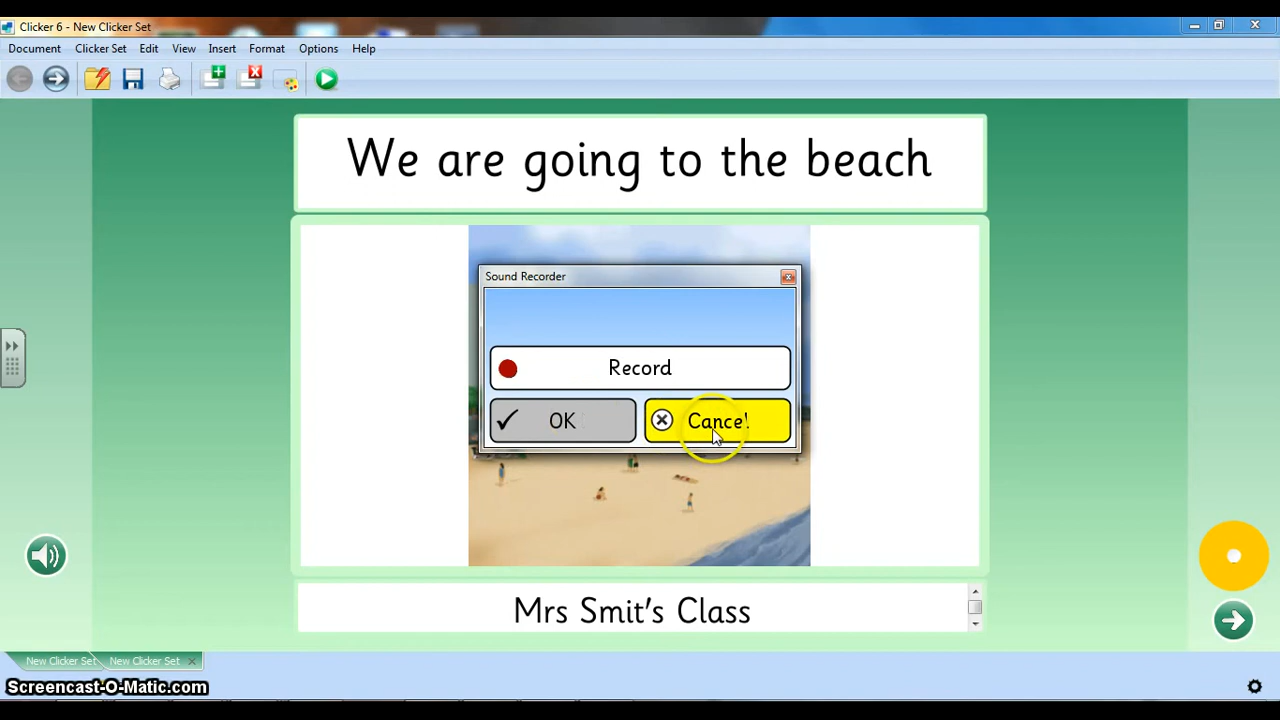 Clicker 6 - New Clicker Set
Document Clicker Set Edit View Insert Format Options Help
We are going to the beach
Sound Recorder
Record
OK Cancel
Mrs Smit's Class
New Clicker Set New Clicker Set
Screencast-O-Matic.com